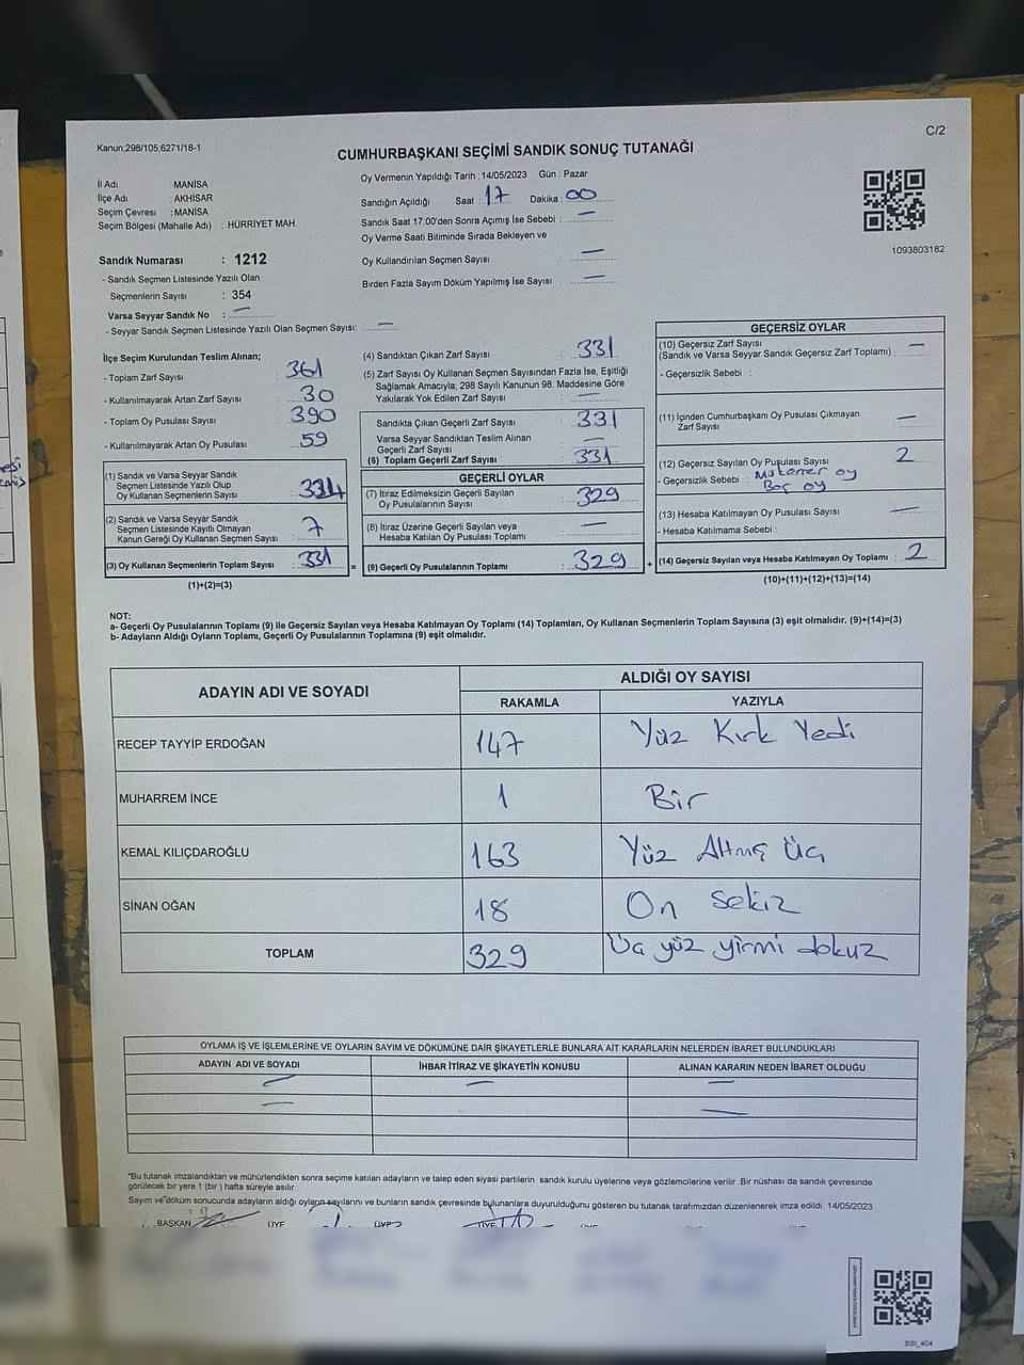 C/2
Kanun:298/105,6271/18-1
CUMHURBAŞKANI SEÇİMİ SANDIK SONUÇ TUTANAĞI
İl Adı MANİSA
İlçe Adı : AKHİSAR
Seçim Çevresi : MANİSA
Seçim Bölgesi (Mahalle Adı) : HÜRRİYET MAH.
Sandık Numarası : 1212
- Sandık Seçmen Listesinde Yazılı Olan
Seçmenlerin Sayısı : 354
Varsa Seyyar Sandık No : —
- Seyyar Sandık Seçmen Listesinde Yazılı Olan Seçmen Sayısı: —
Oy Vermenin Yapıldığı Tarih : 14/05/2023 Gün : Pazar
Sandığın Açıldığı Saat : 17 Dakika : 00
Sandık Saat 17.00'den Sonra Açımış İse Sebebi : —
Oy Verme Saati Bitiminde Sırada Bekleyen ve
Oy Kullandırılan Seçmen Sayısı —
Birden Fazla Sayım Döküm Yapılmış İse Sayısı —
1093803182
İlçe Seçim Kurulundan Teslim Alınan;
- Toplam Zarf Sayısı 361
- Kullanılmayarak Artan Zarf Sayısı 30
- Toplam Oy Pusulası Sayısı 390
- Kullanılmayarak Artan Oy Pusulası 59
(1) Sandık ve Varsa Seyyar Sandık
Seçmen Listesinde Yazılı Olup
Oy Kullanan Seçmenlerin Sayısı
(2) Sandık ve Varsa Seyyar Sandık
Seçmen Listesinde Kayıtlı Olmayan
Kanun Gereği Oy Kullanan Seçmen Sayısı 7
(3) Oy Kullanan Seçmenlerin Toplam Sayısı : 331
(1)+(2)=(3)
(4) Sandıktan Çıkan Zarf Sayısı 331
(5) Zarf Sayısı Oy Kullanan Seçmen Sayısından Fazla İse, Eşitliği
Sağlamak Amacıyla, 298 Sayılı Kanunun 98. Maddesine Göre
Yakılarak Yok Edilen Zarf Sayısı —
Sandıkta Çıkan Geçerli Zarf Sayısı 331
Varsa Seyyar Sandıktan Teslim Alınan
Geçerli Zarf Sayısı —
(6) Toplam Geçerli Zarf Sayısı 331
GEÇERLİ OYLAR
(7) İtiraz Edilmeksizin Geçerli Sayılan
Oy Pusulalarının Sayısı 329
(8) İtiraz Üzerine Geçerli Sayılan veya
Hesaba Katılan Oy Pusulası Toplamı —
= (9) Geçerli Oy Pusulalarının Toplamı : 329 +
GEÇERSİZ OYLAR
(10) Geçersiz Zarf Sayısı
(Sandık ve Varsa Seyyar Sandık Geçersiz Zarf Toplamı) —
- Geçersizlik Sebebi :
(11) İçinden Cumhurbaşkanı Oy Pusulası Çıkmayan
Zarf Sayısı —
(12) Geçersiz Sayılan Oy Pusulası Sayısı 2
- Geçersizlik Sebebi : oy
Boş oy
(13) Hesaba Katılmayan Oy Pusulası Sayısı —
- Hesaba Katılmama Sebebi :
(14) Geçersiz Sayılan veya Hesaba Katılmayan Oy Toplamı : 2
(10)+(11)+(12)+(13)=(14)
NOT:
a- Geçerli Oy Pusulalarının Toplamı (9) ile Geçersiz Sayılan veya Hesaba Katılmayan Oy Toplamı (14) Toplamları, Oy Kullanan Seçmenlerin Toplam Sayısına (3) eşit olmalıdır. (9)+(14)=(3)
b- Adayların Aldığı Oyların Toplamı, Geçerli Oy Pusulalarının Toplamına (9) eşit olmalıdır.
ADAYIN ADI VE SOYADI ALDIĞI OY SAYISI
RAKAMLA YAZIYLA
RECEP TAYYİP ERDOĞAN 147 Yüz Kırk Yedi
MUHARREM İNCE 1 Bir
KEMAL KILIÇDAROĞLU 163 Yüz Altmış Üç
SİNAN OĞAN 18 On Sekiz
TOPLAM 329 Üç yüz yirmi dokuz
OYLAMA İŞ VE İŞLEMLERİNE VE OYLARIN SAYIM VE DÖKÜMÜNE DAİR ŞİKAYETLERLE BUNLARA AİT KARARLARIN NELERDEN İBARET BULUNDUKLARI
ADAYIN ADI VE SOYADI İHBAR İTİRAZ VE ŞİKAYETİN KONUSU ALINAN KARARIN NEDEN İBARET OLDUĞU
— — —
— —
"Bu tutanak imzalandıktan ve mühürlendikten sonra seçime katılan adayların ve talep eden siyasi partilerin sandık kurulu üyelerine veya gözlemcilerine verilir. Bir nüshası da sandık çevresinde
görülecek bir yere 1 (bir) hafta süreyle asılır.
Sayım ve döküm sonucunda adayların aldığı oyların sayılarını ve bunların sandık çevresinde bulunanlara duyurulduğunu gösteren bu tutanak tarafımızdan düzenlenerek imza edildi. 14/05/2023
BAŞKAN ÜYE ÜYE ÜYE